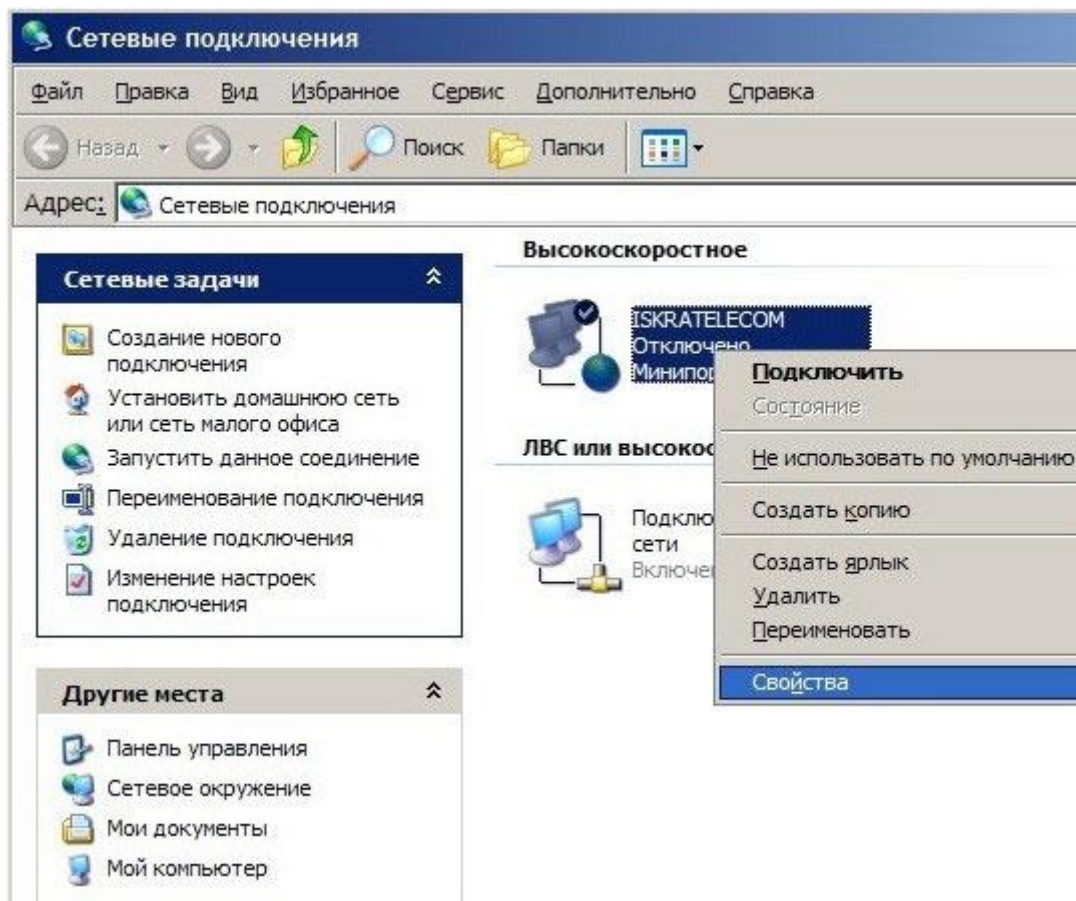 Сетевые подключения
Файл Правка Вид Избранное Сервис Дополнительно Справка
Назад Поиск Папки
Адрес: Сетевые подключения
Сетевые задачи
Создание нового
подключения
Установить домашнюю сеть
или сеть малого офиса
Запустить данное соединение
Переименование подключения
Удаление подключения
Изменение настроек
подключения
Другие места
Панель управления
Сетевое окружение
Мои документы
Мой компьютер
Высокоскоростное
ISKRATELECOM
Отключено
ЛВС или
сети
Подключить
Состояние
Не использовать по умолчанию
Создать копию
Создать ярлык
Удалить
Переименовать
Свойства